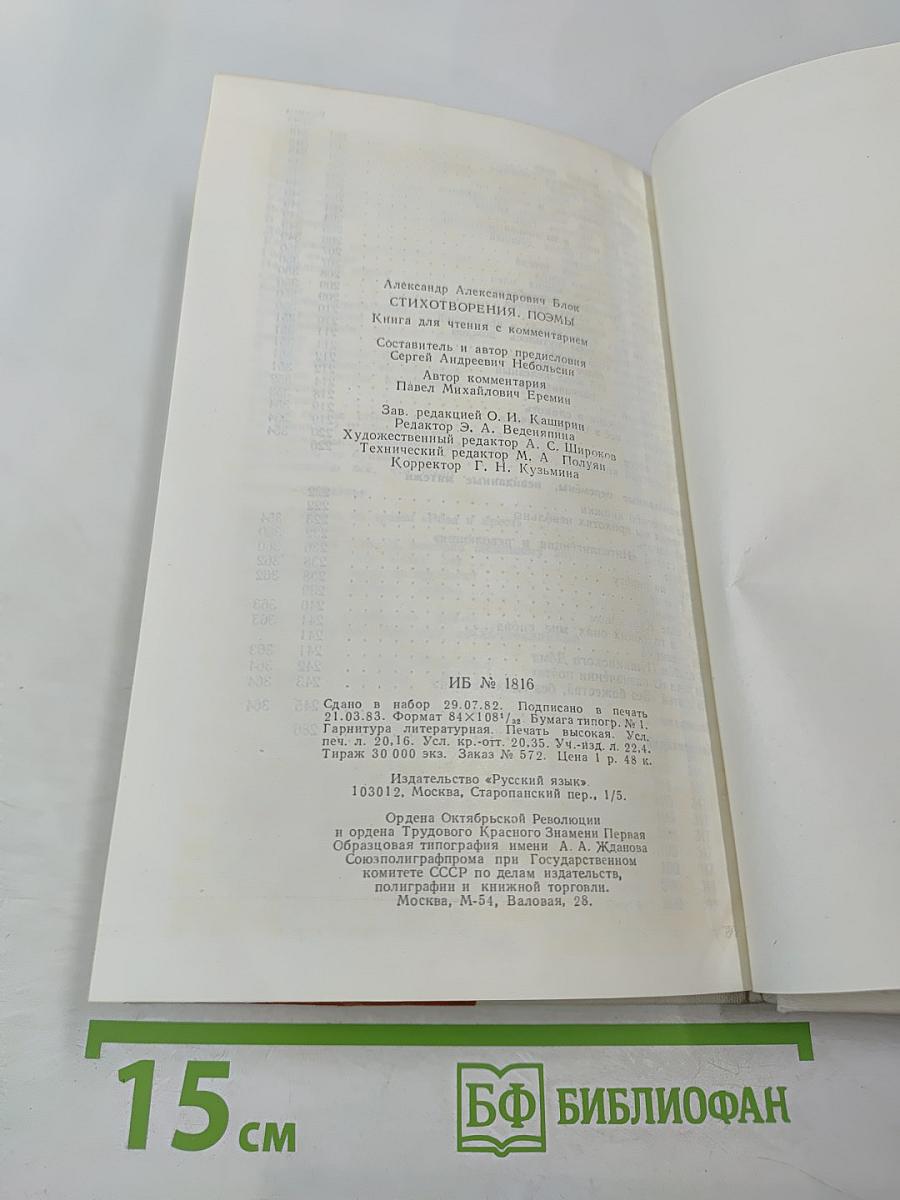 Александр Александрович Блок
СТИХОТВОРЕНИЯ. ПОЭМЫ
Книга для чтения с комментарием
Составитель и автор предисловия
Сергей Андреевич Небольсин
Автор комментария
Павел Михайлович Еремин
Зав. редакцией О. И. Каширин
Редактор Э. А. Веденяпина
Художественный редактор А. С. Широков
Технический редактор М. А. Полуян
Корректор Г. Н. Кузьмина
ИБ № 1816
Сдано в набор 29.07.82. Подписано в печать
21.03.83. Формат 84×108¹/₃₂ Бумага типогр. № 1.
Гарнитура литературная. Печать высокая. Усл.
печ. л. 20,16. Усл. кр.-отт. 20,35. Уч.-изд. л. 22,4.
Тираж 30 000 экз. Заказ № 572. Цена 1 р. 48 к.
Издательство «Русский язык».
103012, Москва, Старопанский пер., 1/5.
Ордена Октябрьской Революции
и ордена Трудового Красного Знамени Первая
Образцовая типография имени А. А. Жданова
Союзполиграфпрома при Государственном
комитете СССР по делам издательств,
полиграфии и книжной торговли.
Москва, М-54, Валовая, 28.
15 см
БФ БИБЛИОФАН